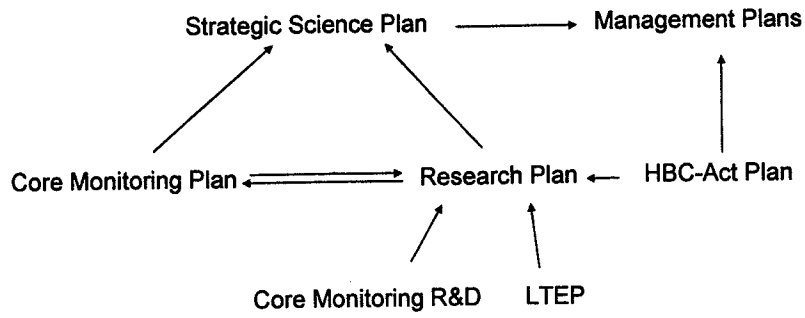 Strategic Science Plan
Management Plans
Core Monitoring Plan
Research Plan
HBC-Act Plan
Core Monitoring R&D
LTEP